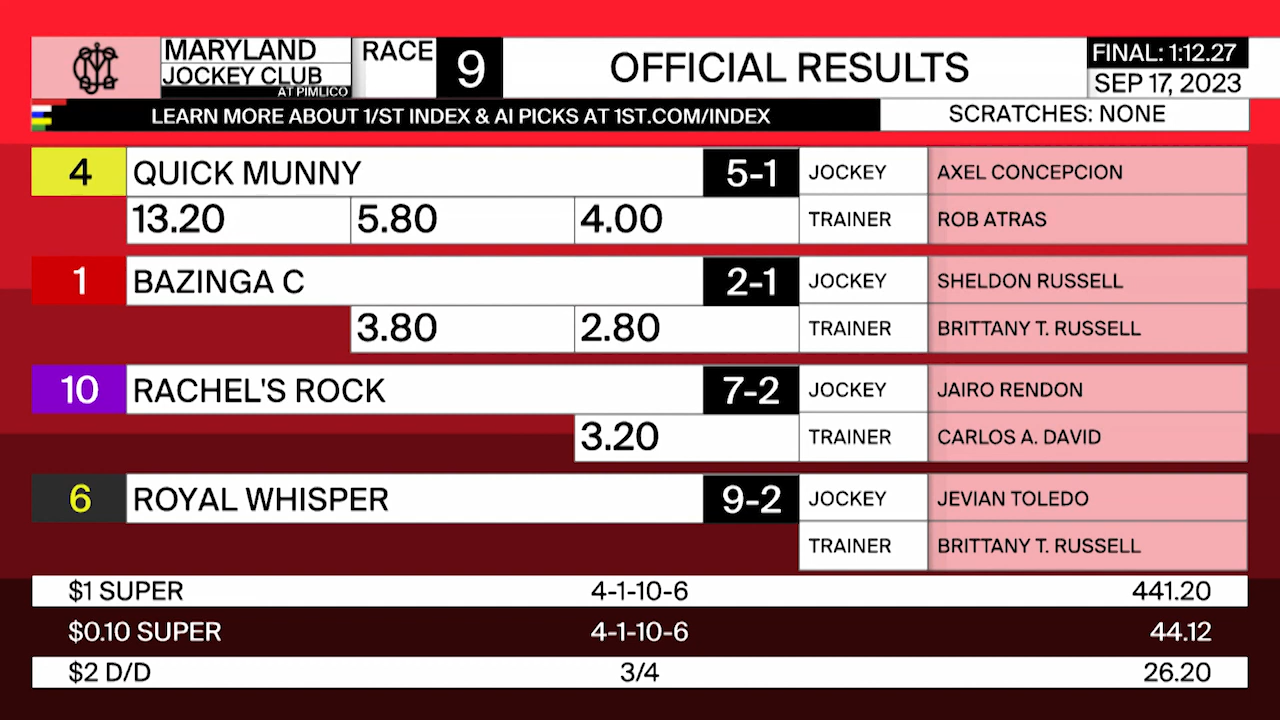 MARYLAND
JOCKEY CLUB
AT PIMLICO
RACE 9
OFFICIAL RESULTS
FINAL: 1:12.27
SEP 17, 2023
LEARN MORE ABOUT 1/ST INDEX & AI PICKS AT 1ST.COM/INDEX
SCRATCHES: NONE
4 QUICK MUNNY 5-1 JOCKEY AXEL CONCEPCION
13.20 5.80 4.00 TRAINER ROB ATRAS
1 BAZINGA C 2-1 JOCKEY SHELDON RUSSELL
3.80 2.80 TRAINER BRITTANY T. RUSSELL
10 RACHEL'S ROCK 7-2 JOCKEY JAIRO RENDON
3.20 TRAINER CARLOS A. DAVID
6 ROYAL WHISPER 9-2 JOCKEY JEVIAN TOLEDO
TRAINER BRITTANY T. RUSSELL
$1 SUPER 4-1-10-6 441.20
$0.10 SUPER 4-1-10-6 44.12
$2 D/D 3/4 26.20